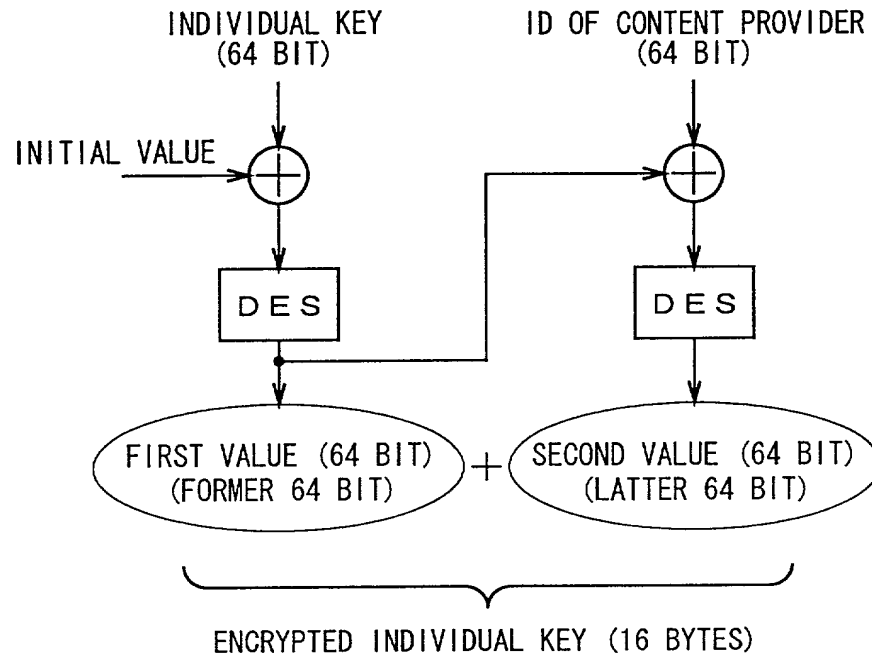 INDIVIDUAL KEY
(64 BIT)
ID OF CONTENT PROVIDER
(64 BIT)
INITIAL VALUE
DES
DES
FIRST VALUE (64 BIT)
(FORMER 64 BIT)
+
SECOND VALUE (64 BIT)
(LATTER 64 BIT)
ENCRYPTED INDIVIDUAL KEY (16 BYTES)